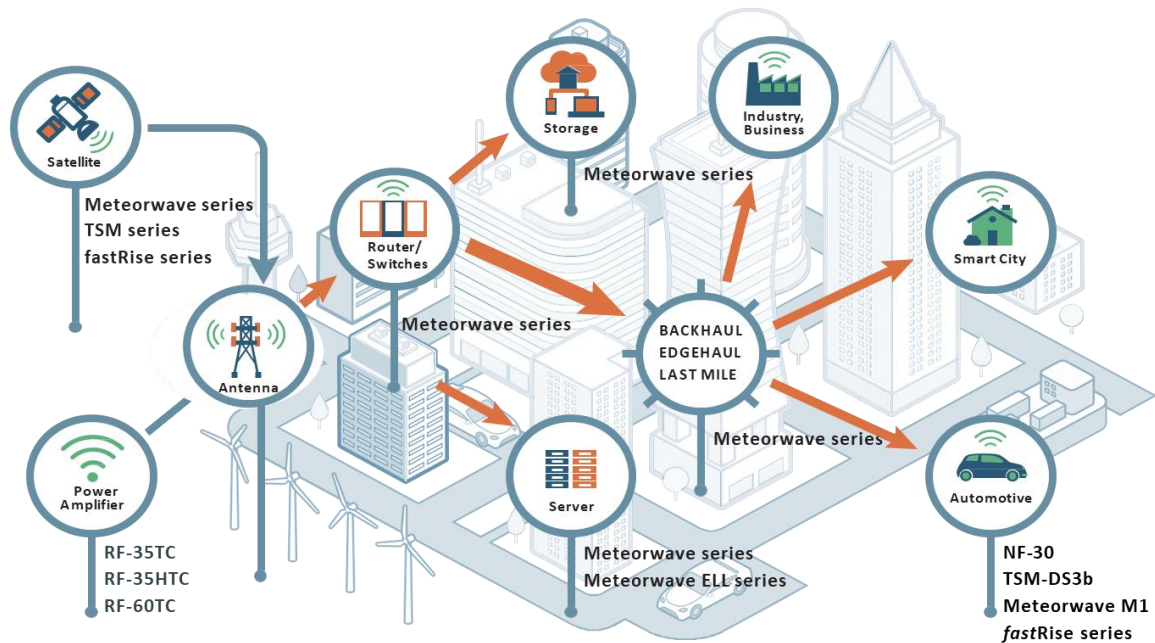 Satellite
Meteorwave series
TSM series
fastRise series
Antenna
Power
Amplifier
RF-35TC
RF-35HTC
RF-60TC
Router/
Switches
Meteorwave series
Storage
Meteorwave series
Server
Meteorwave series
Meteorwave ELL series
BACKHAUL
EDGEHAUL
LAST MILE
Meteorwave series
Industry,
Business
Smart City
Automotive
NF-30
TSM-DS3b
Meteorwave M1
fastRise series